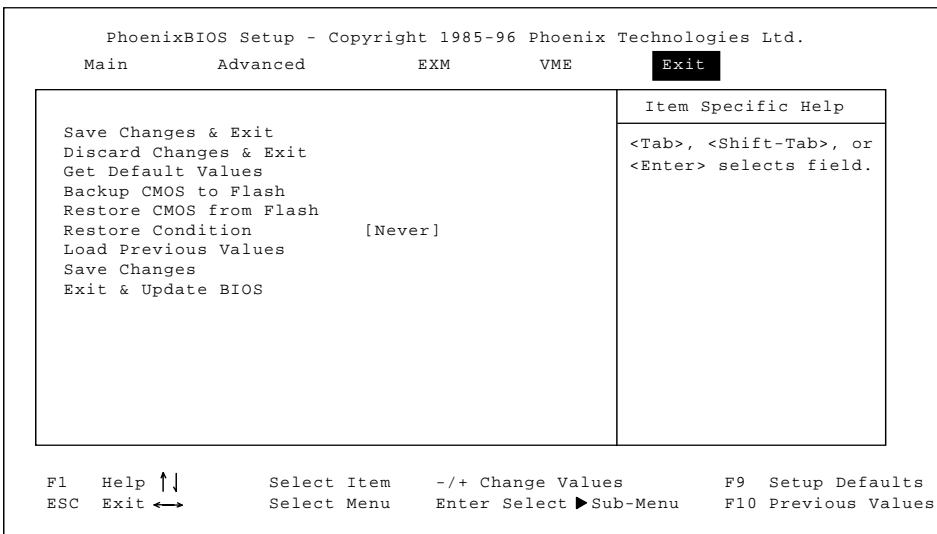 PhoenixBIOS Setup - Copyright 1985-96 Phoenix Technologies Ltd.
Main Advanced EXM VME Exit
Item Specific Help
<Tab>, <Shift-Tab>, or
<Enter> selects field.
Save Changes & Exit
Discard Changes & Exit
Get Default Values
Backup CMOS to Flash
Restore CMOS from Flash
Restore Condition [Never]
Load Previous Values
Save Changes
Exit & Update BIOS
F1 Help ↑↓ Select Item -/+ Change Values F9 Setup Defaults
ESC Exit ←→ Select Menu Enter Select ▶ Sub-Menu F10 Previous Values